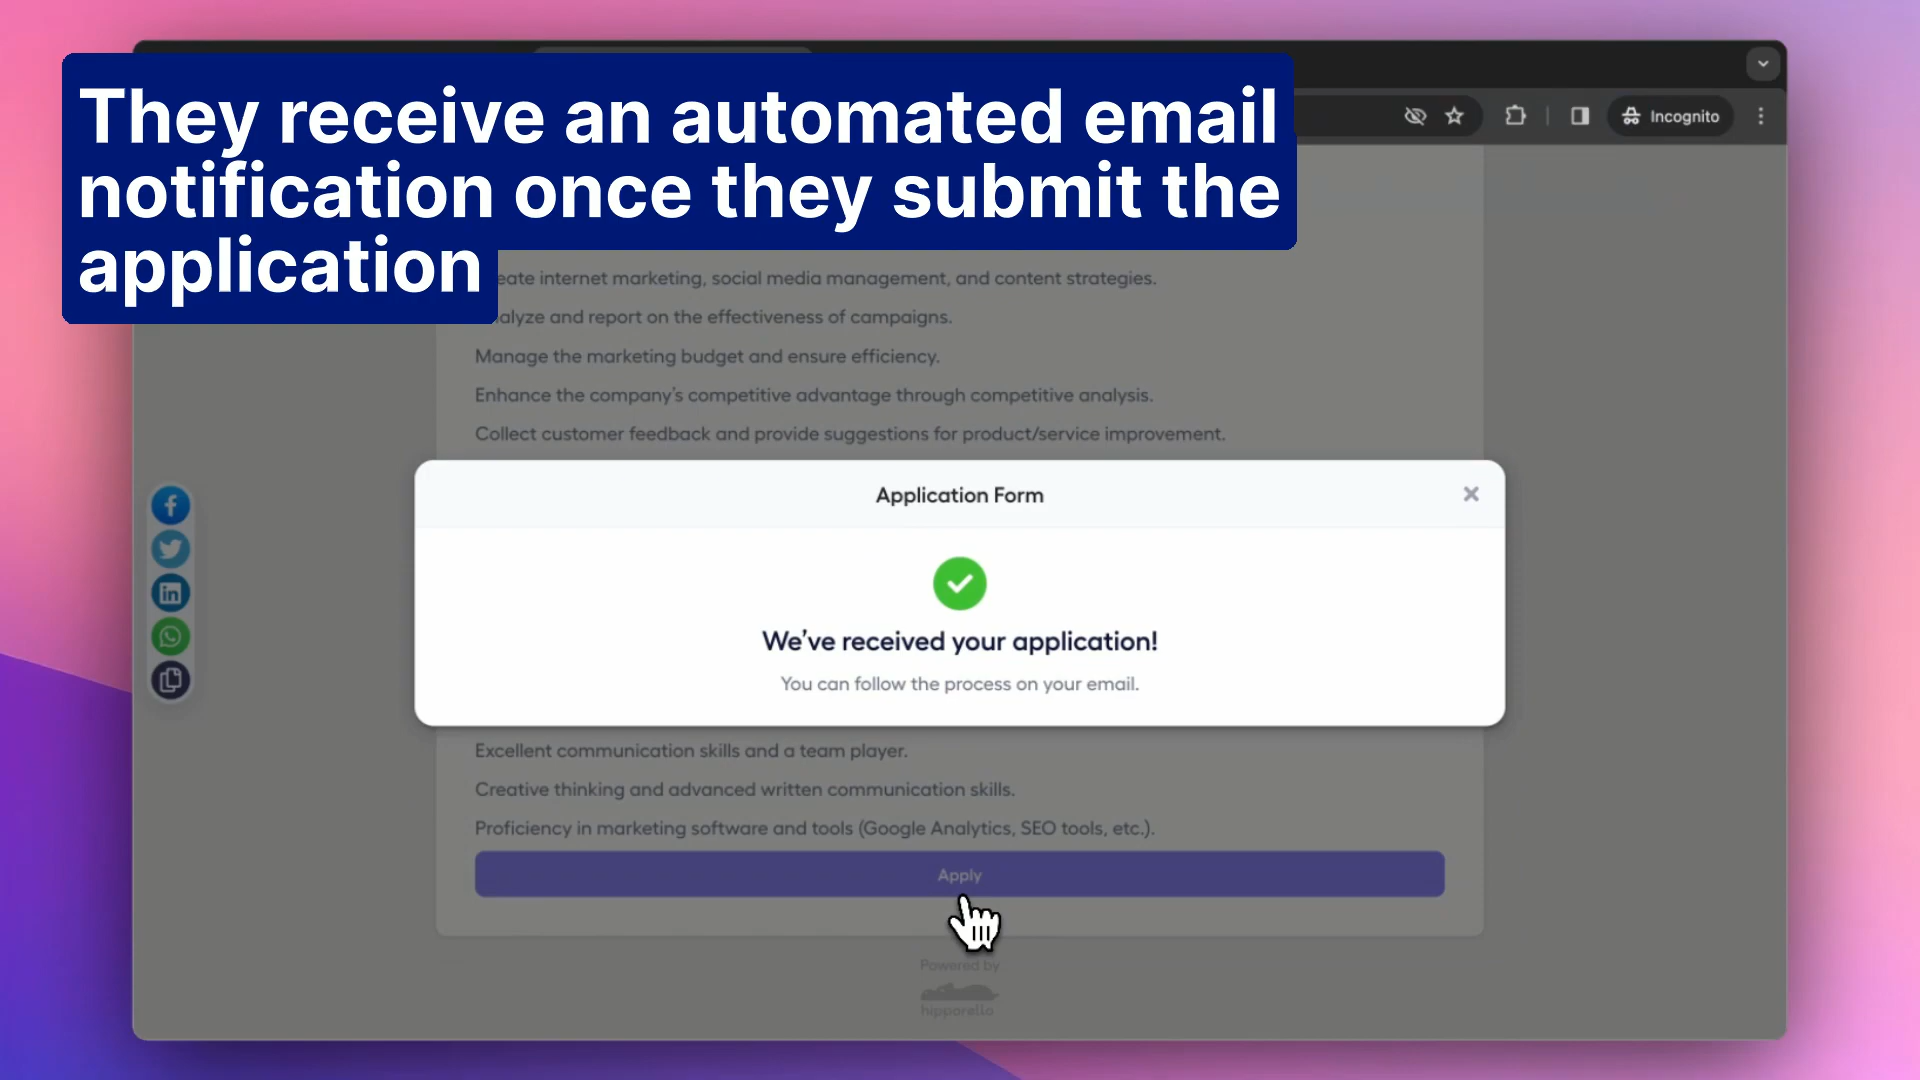 They receive an automated email
notification once they submit the
application
Incognito
eate internet marketing, social media management, and content strategies.
alyze and report on the effectiveness of campaigns.
Manage the marketing budget and ensure efficiency.
Enhance the company's competitive advantage through competitive analysis.
Collect customer feedback and provide suggestions for product/service improvement.
Application Form
We've received your application!
You can follow the process on your email.
Excellent communication skills and a team player.
Creative thinking and advanced written communication skills.
Proficiency in marketing software and tools (Google Analytics, SEO tools, etc.).
Apply
Powered by
hipporello